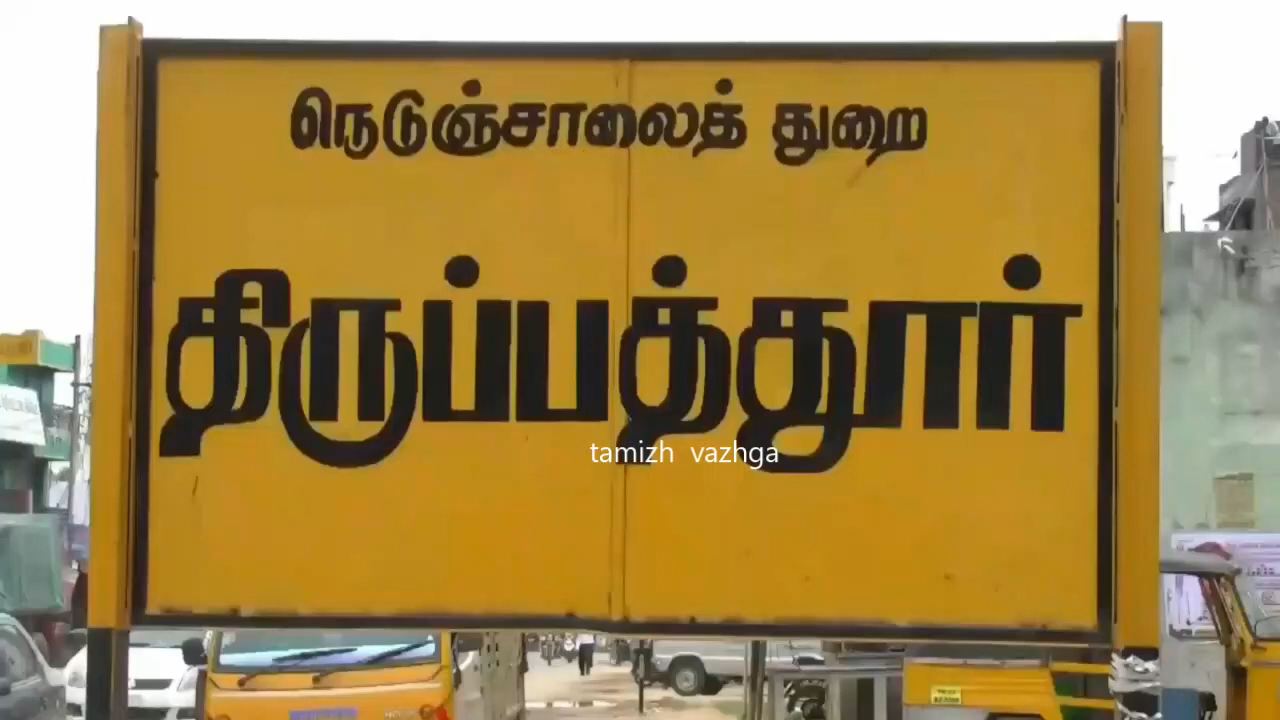 நெடுஞ்சாலைத் துறை
திருப்பத்தூர்
tamizh vazhga